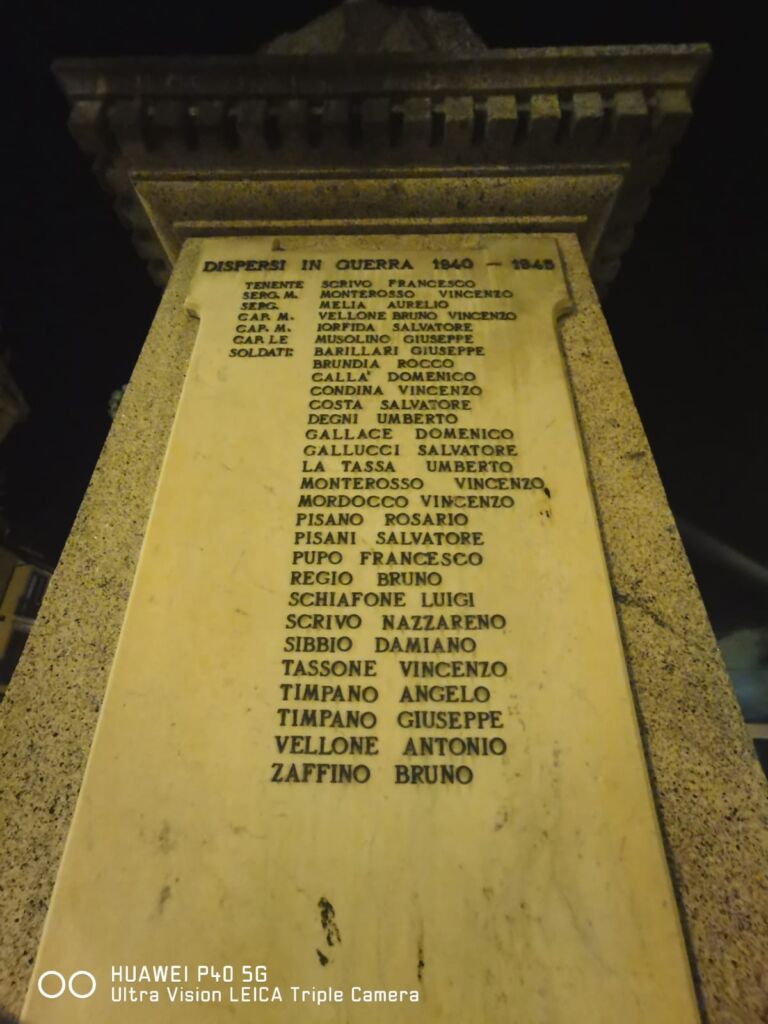 DISPERSI IN GUERRA 1940 - 1945
TENENTE SCRIVO FRANCESCO
SERG. M. MONTEROSSO VINCENZO
SERG. MELIA AURELIO
CAP. M. VELLONE BRUNO VINCENZO
CAP. M. IORFIDA SALVATORE
CAP. LE MUSOLINO GIUSEPPE
SOLDATI: BARILLARI GIUSEPPE
BRUNDIA ROCCO
CALLA' DOMENICO
CONDINA VINCENZO
COSTA SALVATORE
DEGNI UMBERTO
GALLACE DOMENICO
GALLUCCI SALVATORE
LA TASSA UMBERTO
MONTEROSSO VINCENZO
MORDOCCO VINCENZO
PISANO ROSARIO
PISANI SALVATORE
PUPO FRANCESCO
REGIO BRUNO
SCHIAFONE LUIGI
SCRIVO NAZZARENO
SIBBIO DAMIANO
TASSONE VINCENZO
TIMPANO ANGELO
TIMPANO GIUSEPPE
VELLONE ANTONIO
ZAFFINO BRUNO
HUAWEI P40 5G
Ultra Vision LEICA Triple Camera